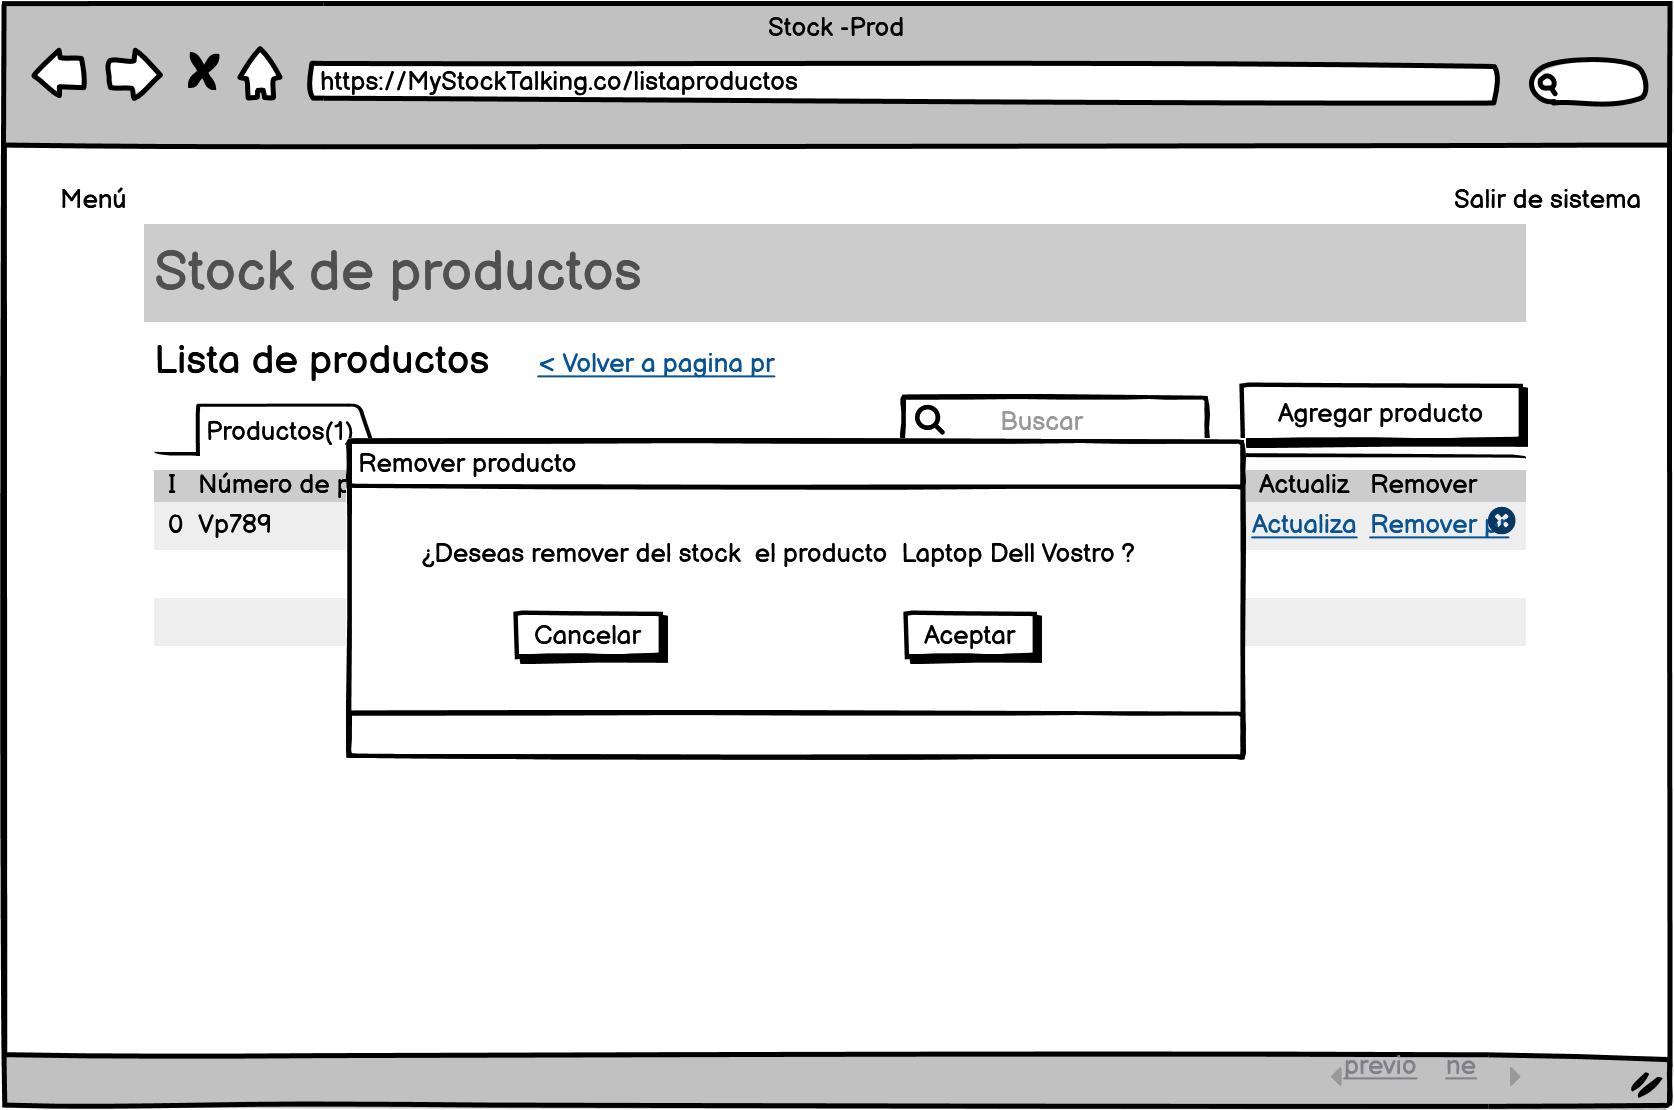 Stock -Prod
https://MyStockTalking.co/listaproductos
Menú
Salir de sistema
Stock de productos
Lista de productos
< Volver a pagina pr
Productos(1)
Buscar
Agregar producto
Remover producto
I Número de p
Actualiz Remover
0 Vp789
Actualiza Remover p
¿Deseas remover del stock el producto Laptop Dell Vostro ?
Cancelar
Aceptar
previo ne